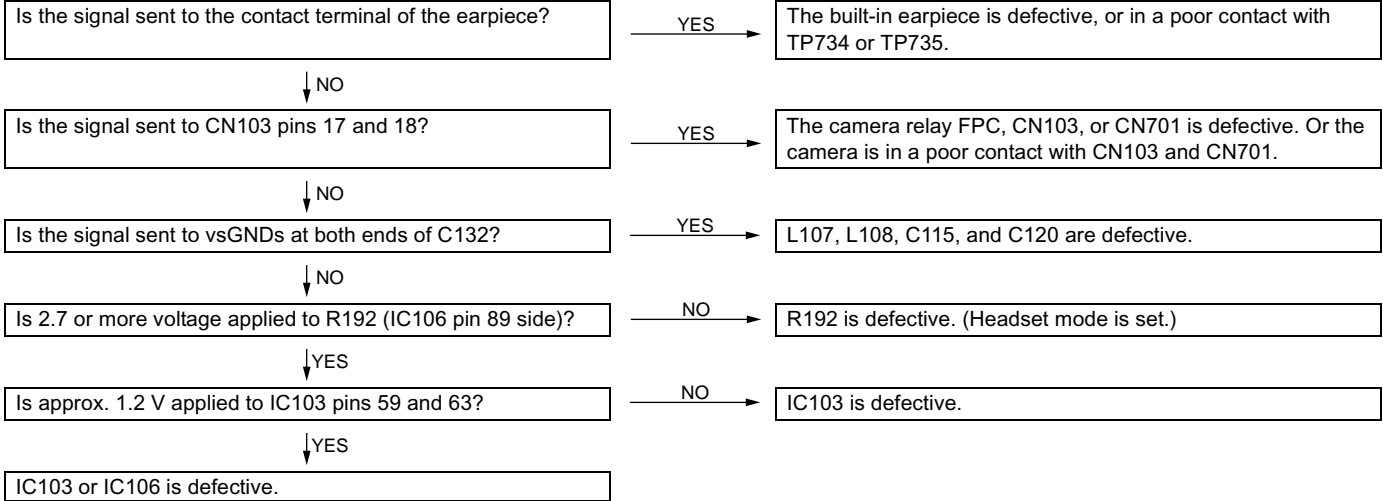 Is the signal sent to the contact terminal of the earpiece?
YES
The built-in earpiece is defective, or in a poor contact with
TP734 or TP735.
NO
Is the signal sent to CN103 pins 17 and 18?
YES
The camera relay FPC, CN103, or CN701 is defective. Or the
camera is in a poor contact with CN103 and CN701.
NO
Is the signal sent to vsGNDs at both ends of C132?
YES
L107, L108, C115, and C120 are defective.
NO
Is 2.7 or more voltage applied to R192 (IC106 pin 89 side)?
NO
R192 is defective. (Headset mode is set.)
YES
Is approx. 1.2 V applied to IC103 pins 59 and 63?
NO
IC103 is defective.
YES
IC103 or IC106 is defective.